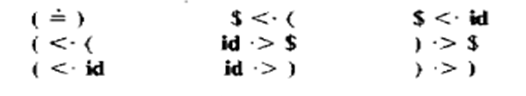 ( ≐ ) $ <· ( $ <· id
( <· ( id ·> $ ) ·> $
( <· id id ·> ) ) ·> )